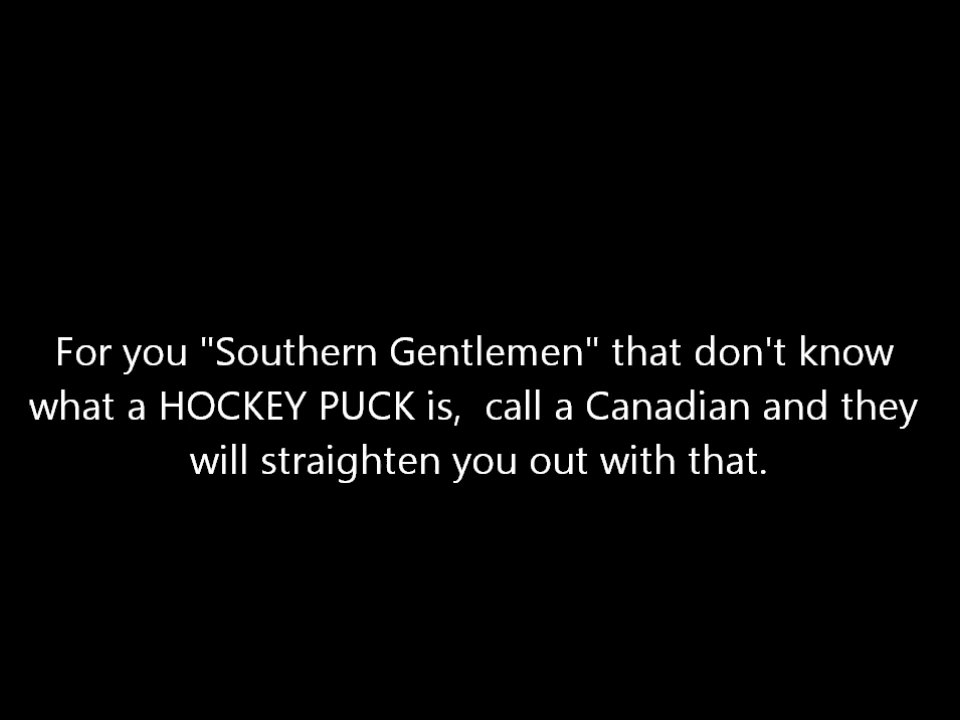 For you "Southern Gentlemen" that don't know
what a HOCKEY PUCK is,  call a Canadian and they
will straighten you out with that.